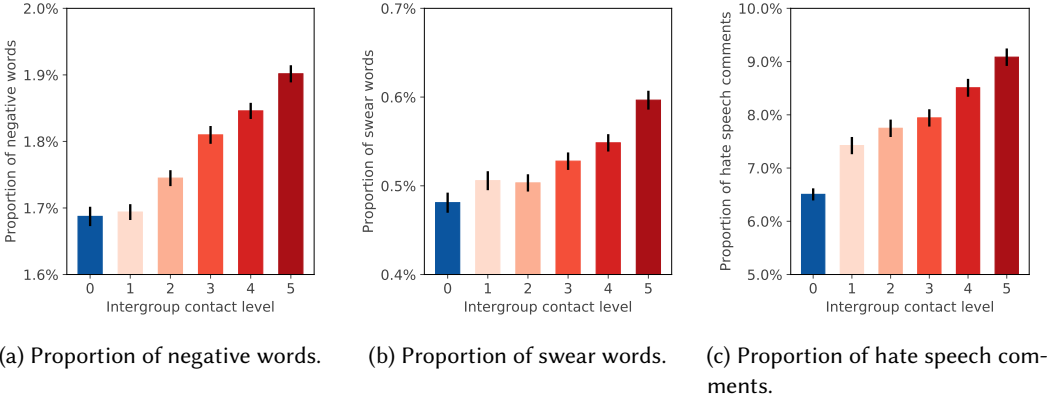 2.0%
1.9%
1.8%
1.7%
1.6%
Proportion of negative words
0 1 2 3 4 5
Intergroup contact level
(a) Proportion of negative words.
0.7%
0.6%
0.5%
0.4%
Proportion of swear words
0 1 2 3 4 5
Intergroup contact level
(b) Proportion of swear words.
10.0%
9.0%
8.0%
7.0%
6.0%
5.0%
Proportion of hate speech comments
0 1 2 3 4 5
Intergroup contact level
(c) Proportion of hate speech com-
ments.